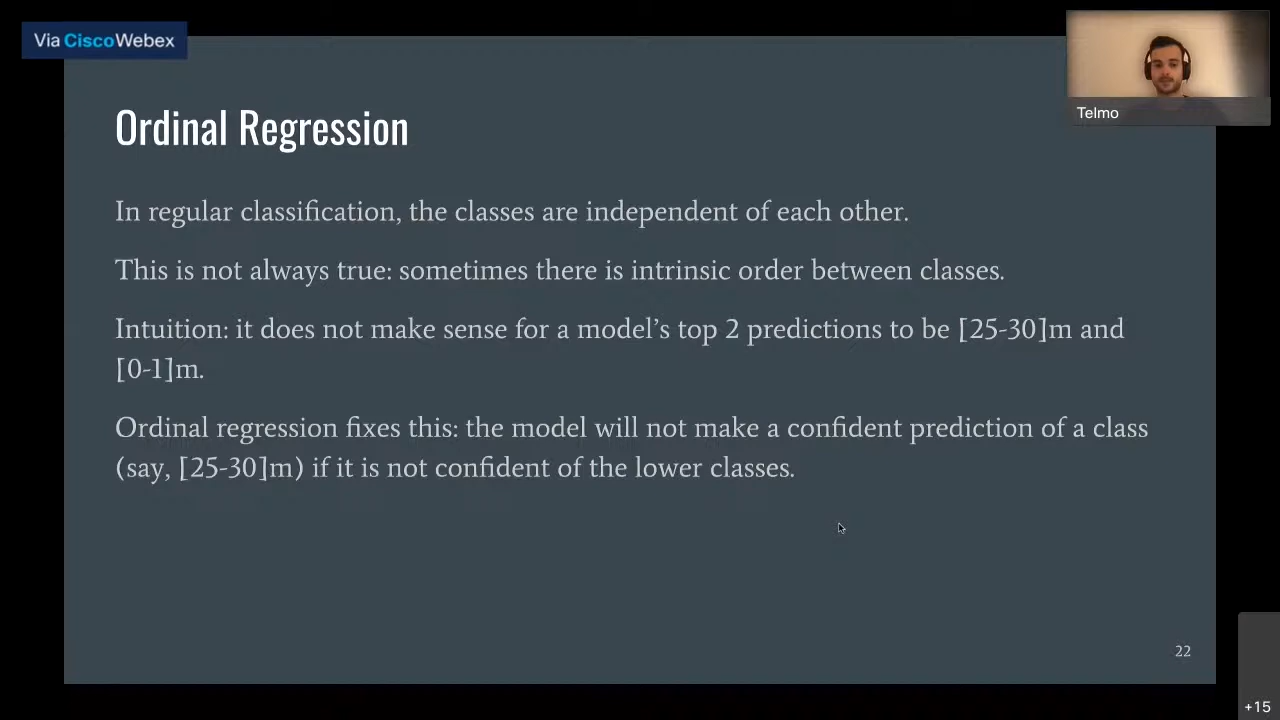 Via CiscoWebex
Telmo
Ordinal Regression
In regular classification, the classes are independent of each other.
This is not always true: sometimes there is intrinsic order between classes.
Intuition: it does not make sense for a model’s top 2 predictions to be [25-30]m and
[0-1]m.
Ordinal regression fixes this: the model will not make a confident prediction of a class
(say, [25-30]m) if it is not confident of the lower classes.
22
+15